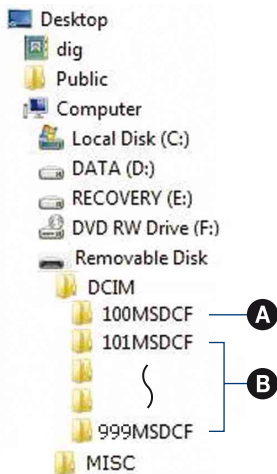 Desktop
dig
Public
Computer
Local Disk (C:)
DATA (D:)
RECOVERY (E:)
DVD RW Drive (F:)
Removable Disk
DCIM
100MSDCF
A
101MSDCF
B
999MSDCF
MISC